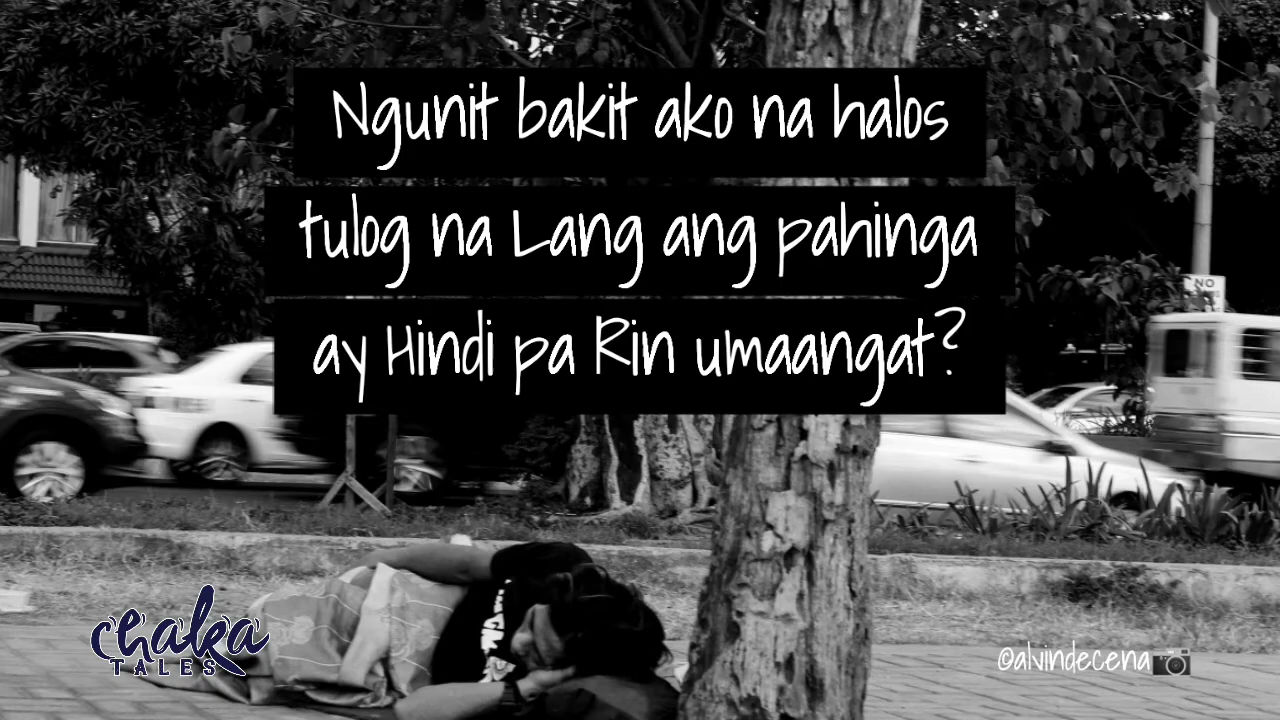 Ngunit bakit ako na halos
tulog na Lang ang pahinga
ay Hindi pa Rin umaangat?
NO
chaka
TALES
@alvindecena